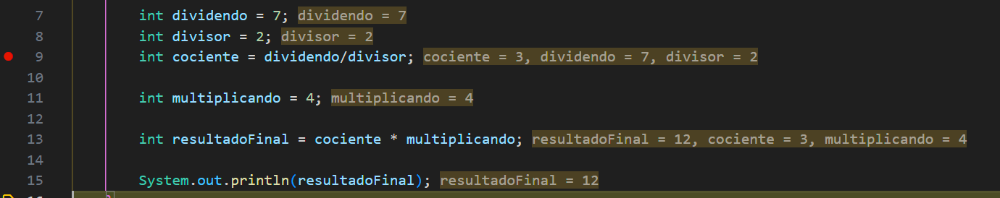 7 int dividendo = 7; dividendo = 7
8 int divisor = 2; divisor = 2
9 int cociente = dividendo/divisor; cociente = 3, dividendo = 7, divisor = 2
10
11 int multiplicando = 4; multiplicando = 4
12
13 int resultadoFinal = cociente * multiplicando; resultadoFinal = 12, cociente = 3, multiplicando = 4
14
15 System.out.println(resultadoFinal); resultadoFinal = 12